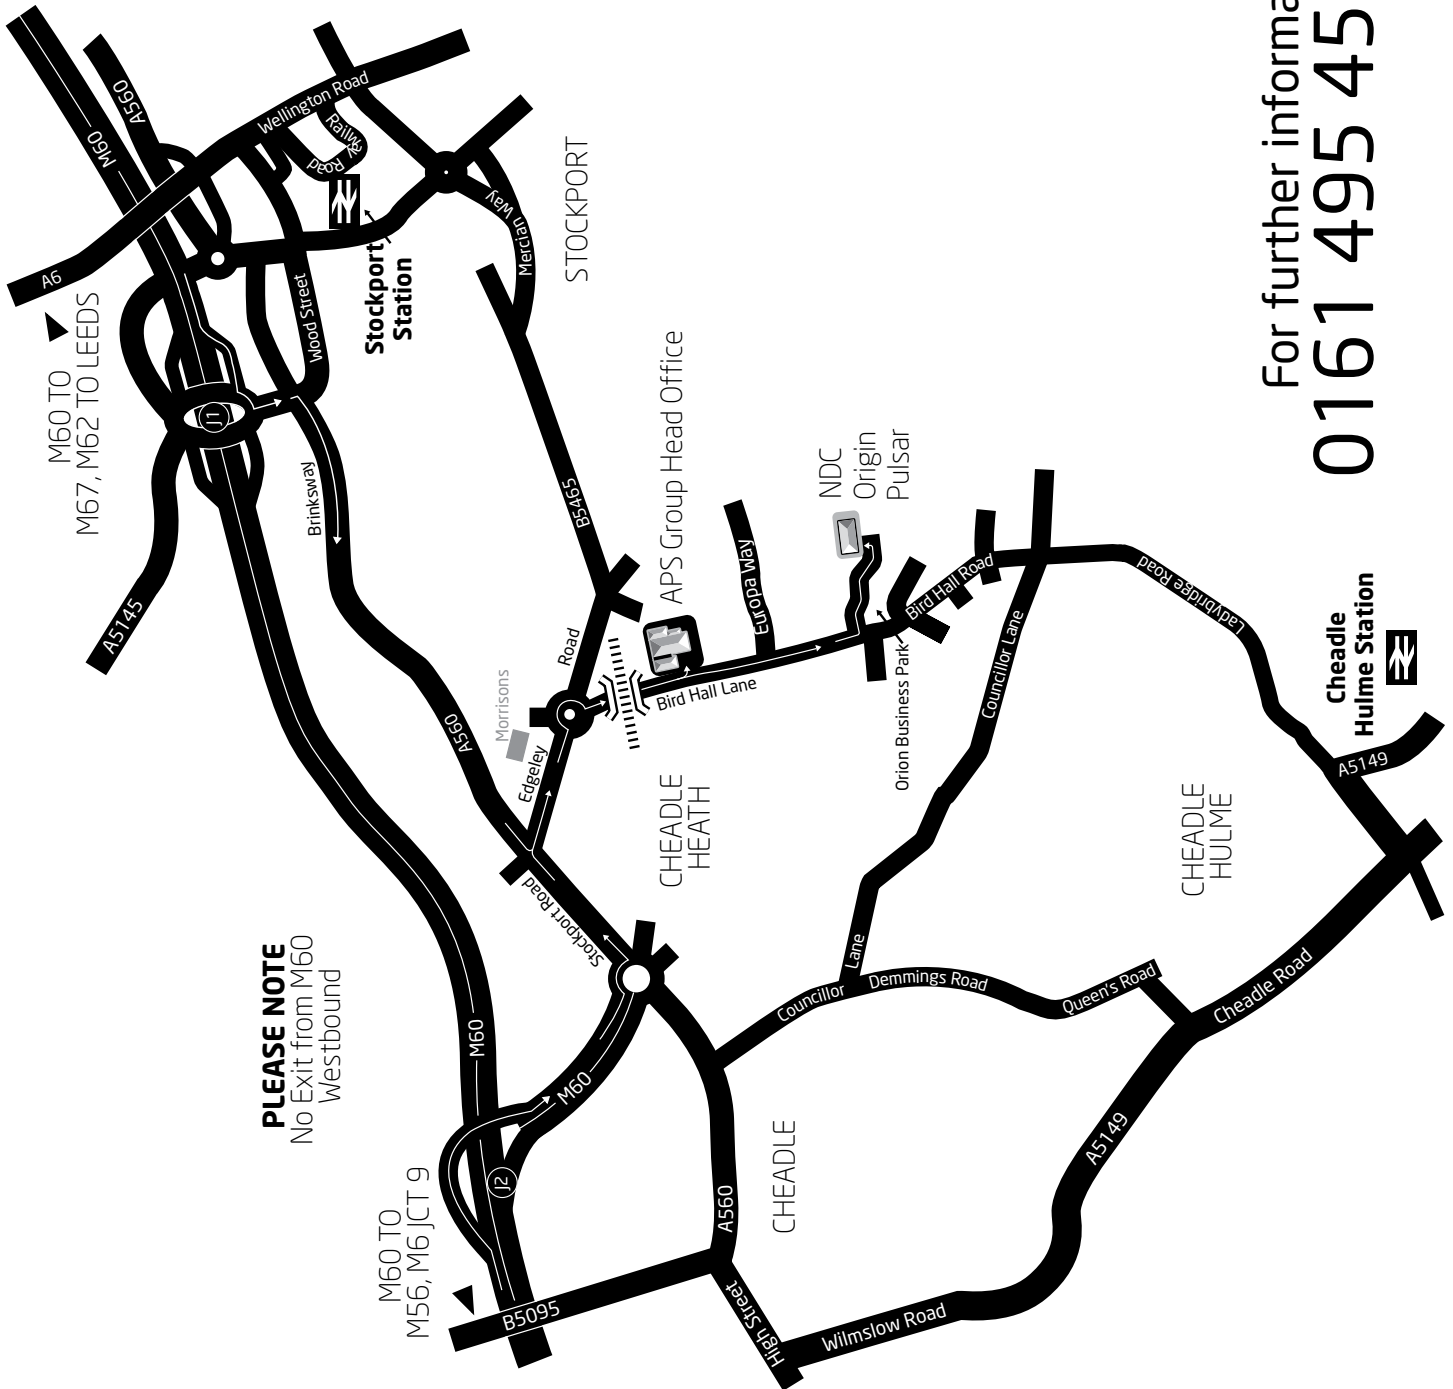 M60 TO
M67, M62 TO LEEDS
A6
M60
A560
Wellington Road
Railway
Road
Stockport
Station
Wood Street
J1
Brinksway
A5145
Mercian Way
STOCKPORT
B5465
APS Group Head Office
Europa Way
NDC
Origin
Pulsar
Road
Edgeley
Morrisons
Bird Hall Lane
Orion Business Park
Bird Hall Road
Councillor Lane
Ladybridge Road
Cheadle
Hulme Station
A5149
A560
CHEADLE
HEATH
CHEADLE
HULME
Stockport Road
PLEASE NOTE
No Exit from M60
Westbound
M60
M60
J2
M60 TO
M56, M6 JCT 9
B5095
A560
CHEADLE
High Street
Wilmslow Road
A5149
Cheadle Road
Queen's Road
Demmings Road
Councillor
Lane
For further
0161 495 45